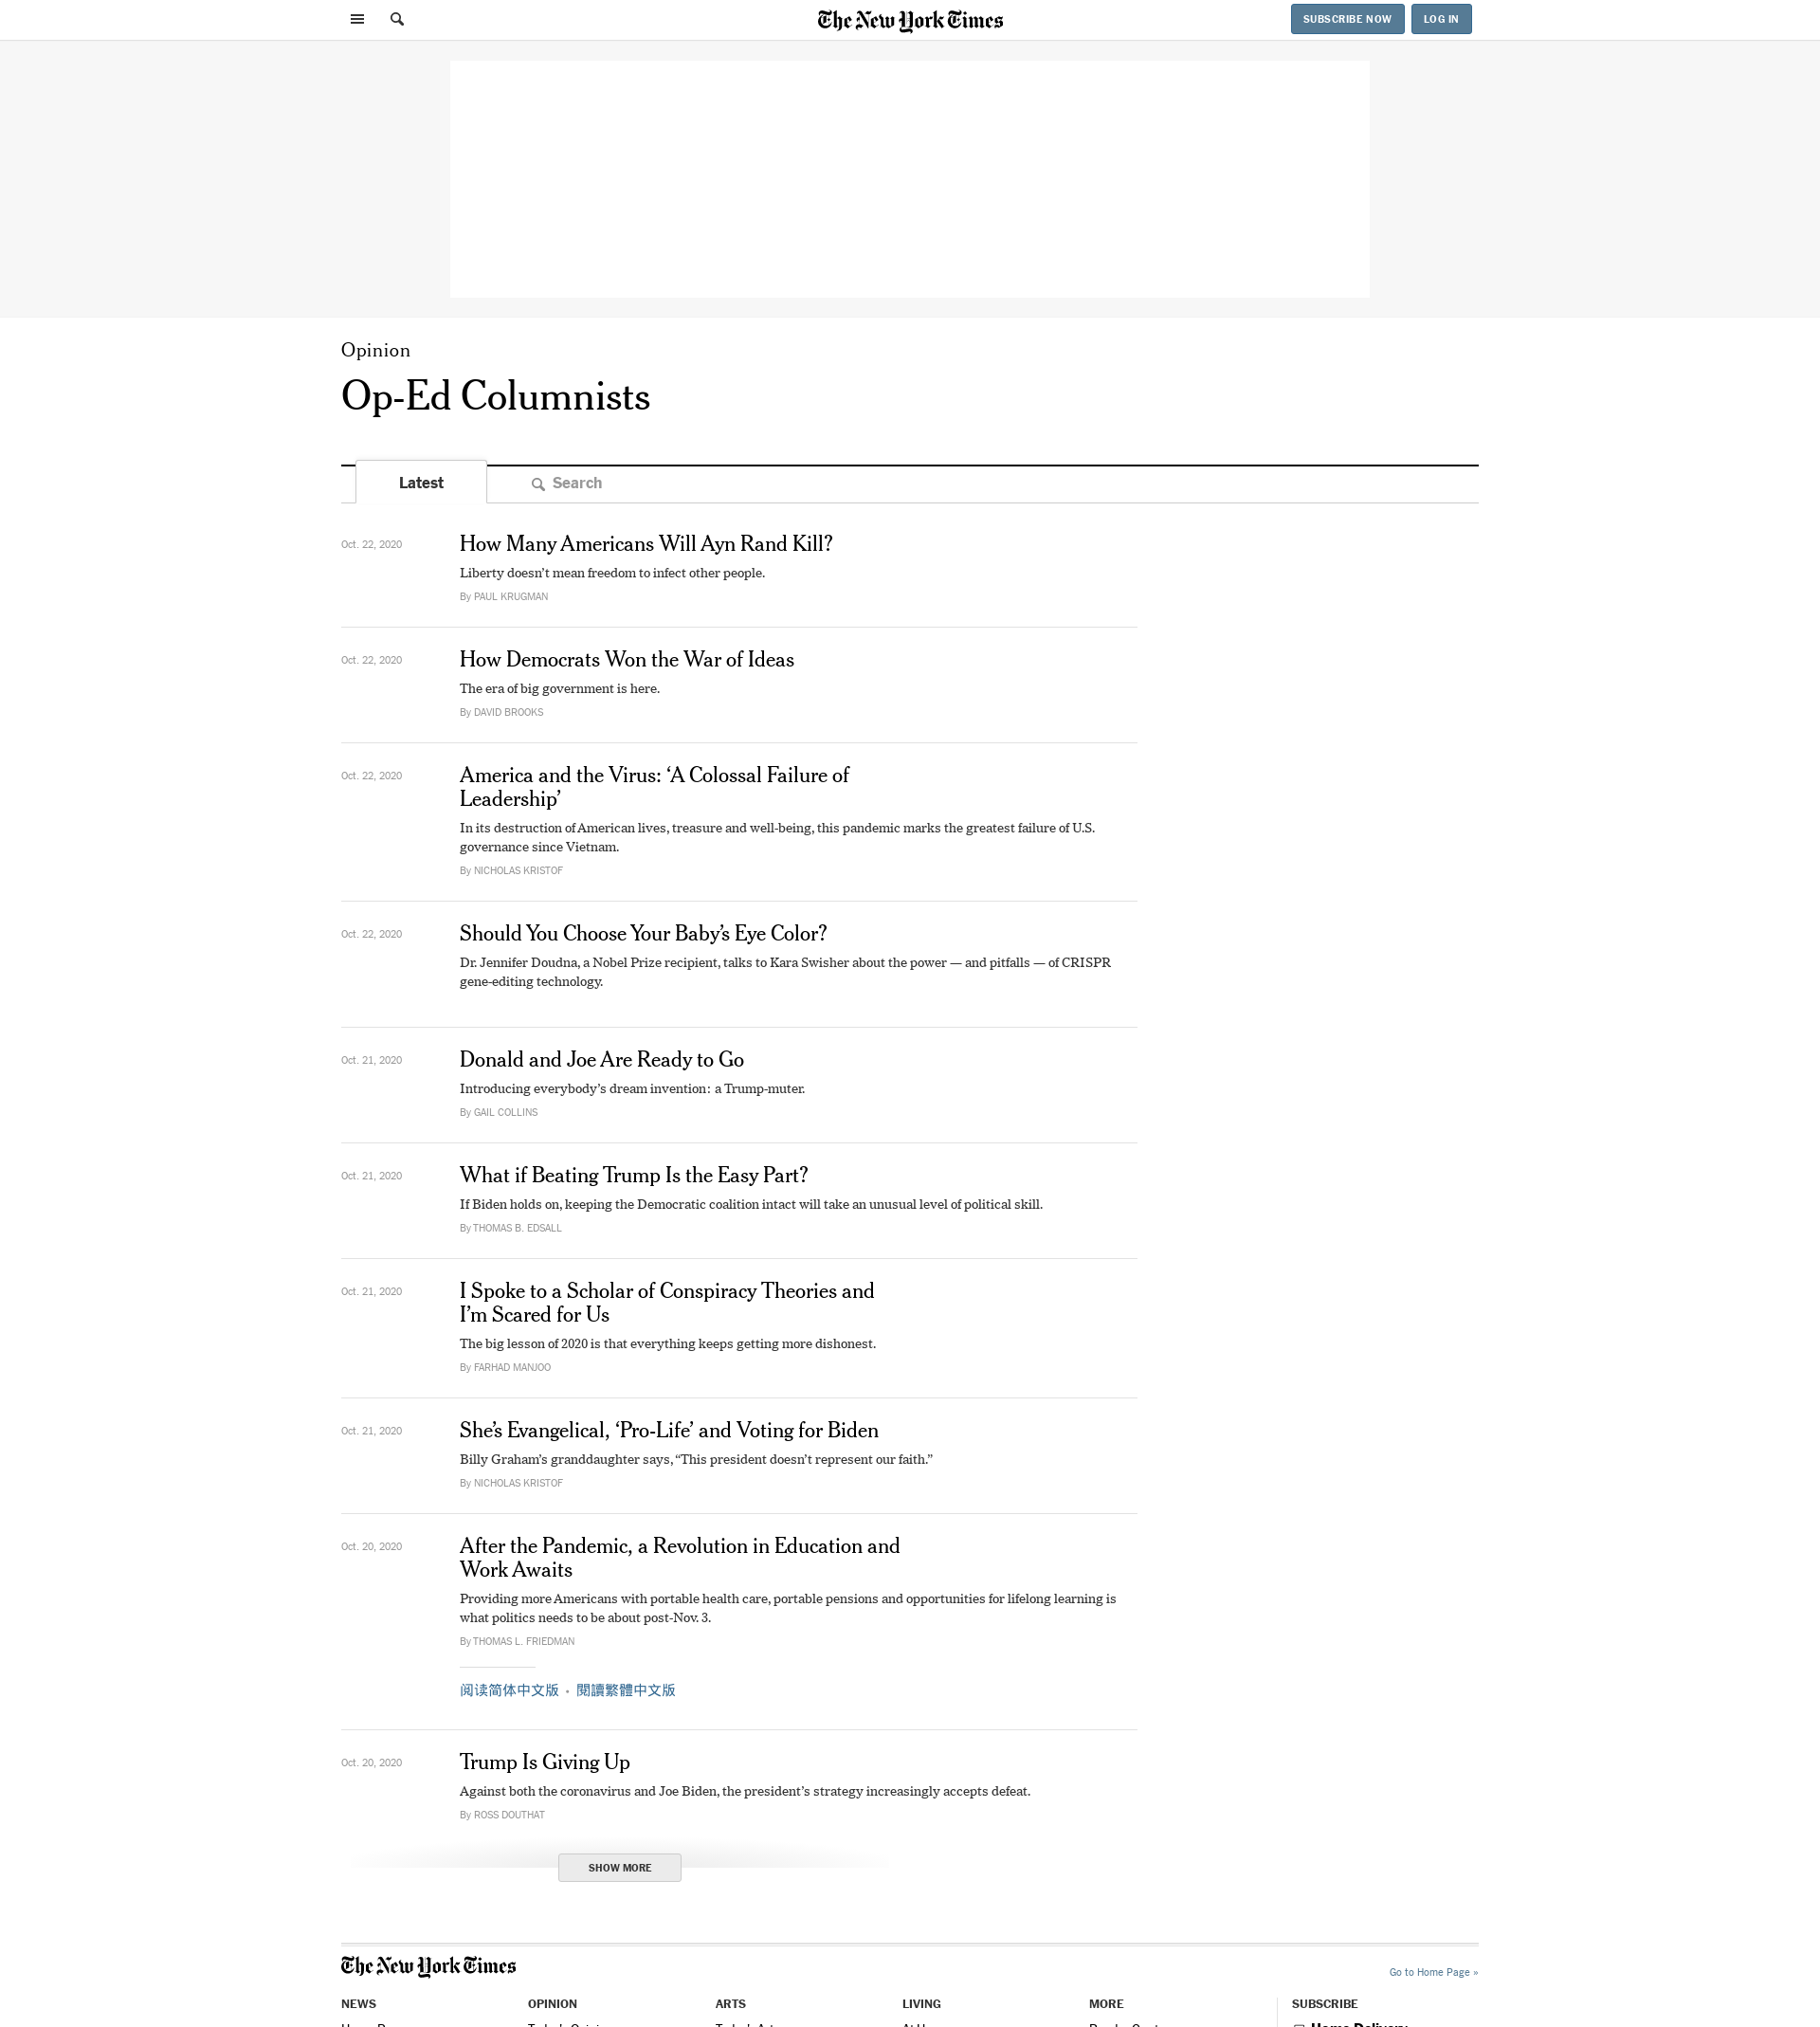 The New York Times
SUBSCRIBE NOW
LOG IN
Opinion
Op-Ed Columnists
Latest
Search
Oct. 22, 2020
How Many Americans Will Ayn Rand Kill?
Liberty doesn’t mean freedom to infect other people.
By PAUL KRUGMAN
Oct. 22, 2020
How Democrats Won the War of Ideas
The era of big government is here.
By DAVID BROOKS
Oct. 22, 2020
America and the Virus: ‘A Colossal Failure of
Leadership’
In its destruction of American lives, treasure and well-being, this pandemic marks the greatest failure of U.S.
governance since Vietnam.
By NICHOLAS KRISTOF
Oct. 22, 2020
Should You Choose Your Baby’s Eye Color?
Dr. Jennifer Doudna, a Nobel Prize recipient, talks to Kara Swisher about the power — and pitfalls — of CRISPR
gene-editing technology.
Oct. 21, 2020
Donald and Joe Are Ready to Go
Introducing everybody’s dream invention: a Trump-muter.
By GAIL COLLINS
Oct. 21, 2020
What if Beating Trump Is the Easy Part?
If Biden holds on, keeping the Democratic coalition intact will take an unusual level of political skill.
By THOMAS B. EDSALL
Oct. 21, 2020
I Spoke to a Scholar of Conspiracy Theories and
I’m Scared for Us
The big lesson of 2020 is that everything keeps getting more dishonest.
By FARHAD MANJOO
Oct. 21, 2020
She’s Evangelical, ‘Pro-Life’ and Voting for Biden
Billy Graham’s granddaughter says, “This president doesn’t represent our faith.”
By NICHOLAS KRISTOF
Oct. 20, 2020
After the Pandemic, a Revolution in Education and
Work Awaits
Providing more Americans with portable health care, portable pensions and opportunities for lifelong learning is
what politics needs to be about post-Nov. 3.
By THOMAS L. FRIEDMAN
阅读简体中文版 • 閱讀繁體中文版
Oct. 20, 2020
Trump Is Giving Up
Against both the coronavirus and Joe Biden, the president’s strategy increasingly accepts defeat.
By ROSS DOUTHAT
SHOW MORE
The New York Times
Go to Home Page »
NEWS
OPINION
ARTS
LIVING
MORE
SUBSCRIBE
Home Delivery